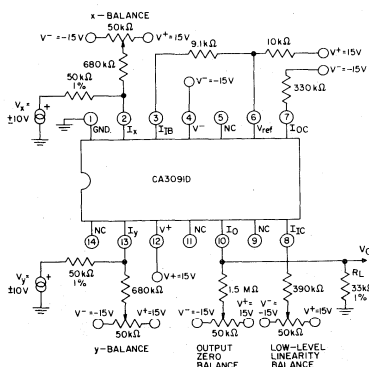 x-BALANCE
50kΩ
V⁻=-15V V⁺=15V
9.1kΩ 10kΩ V⁺=15V
680kΩ
V⁻=-15V V⁻=-15V
50kΩ
1%
330kΩ
Vx=
±10V
+
1 2 3 4 5 6 7
GND. Ix IIB V⁻ NC Vref IOC
CA3091D
NC Iy V⁺ NC IO NC IIC
14 13 12 11 10 9 8
VO
50kΩ
1%
V⁺=15V
Vy=
±10V
+
680kΩ 1.5 MΩ 390kΩ
RL
33kΩ
1%
V⁻=-15V V⁺=15V V⁻=-15V V⁺= 15V V⁻= -15V V⁺=15V
50kΩ 50kΩ 50kΩ
y-BALANCE
OUTPUT
ZERO
BALANCE
LOW-LEVEL
LINEARITY
BALANCE